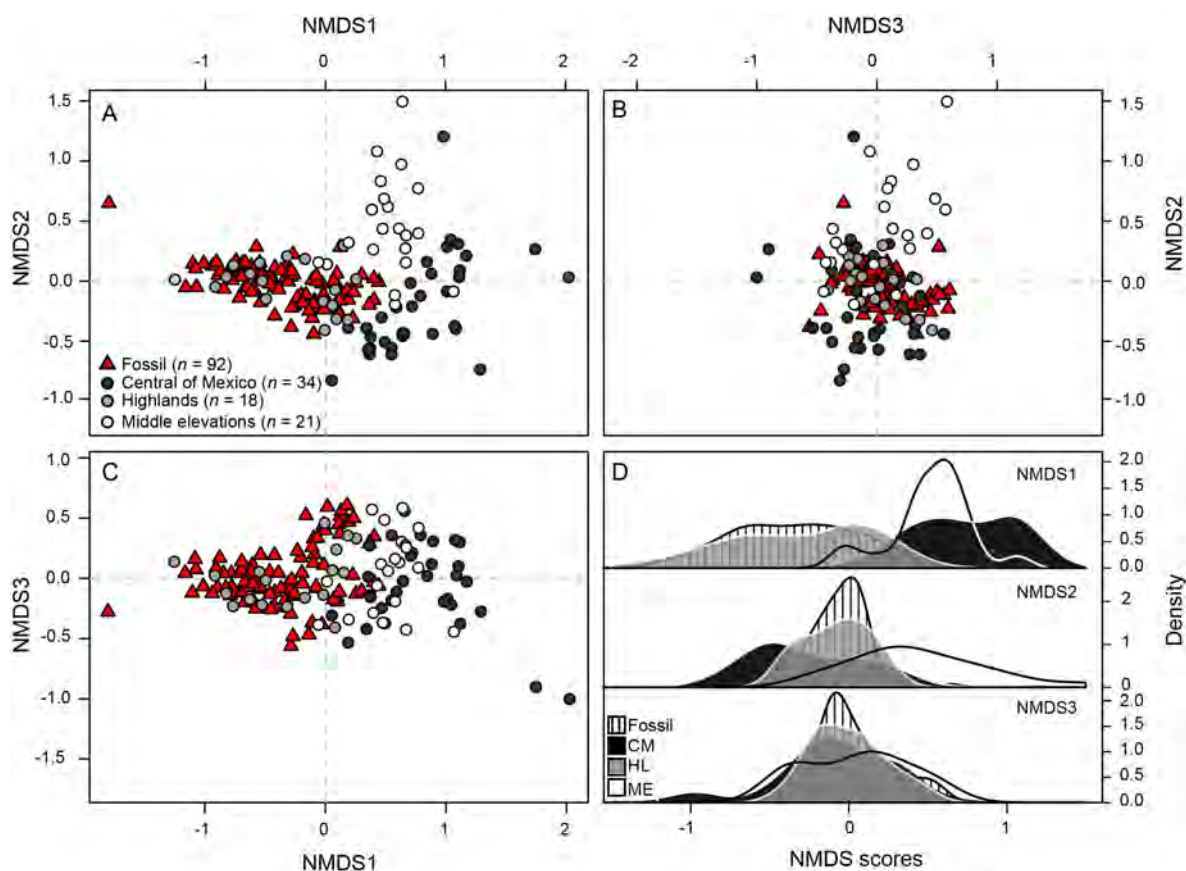 NMDS1 NMDS3
-1 0 1 2 -2 -1 0 1
A B
1.5 1.0 0.5 0.0 -0.5 -1.0
NMDS2
Fossil (n = 92)
Central of Mexico (n = 34)
Highlands (n = 18)
Middle elevations (n = 21)
1.5 1.0 0.5 0.0 -0.5 -1.0
NMDS2
C
1.0 0.5 0.0 -0.5 -1.0 -1.5
NMDS3
-1 0 1 2
NMDS1
D
NMDS1
2.0 1.5 1.0 0.5 0.0
NMDS2
2 1 0
NMDS3
2.0 1.5 1.0 0.5 0.0
Density
Fossil
CM
HL
ME
-1 0 1
NMDS scores